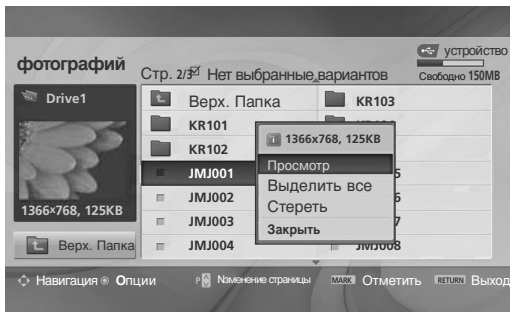 фотографий
Стр. 2/3 Нет выбранные вариантов
устройство
Свободно 150MB
Drive1
1366×768, 125KB
Верх. Папка
Верх. Папка
KR101
KR102
JMJ001
JMJ002
JMJ003
JMJ004
KR103
JMJ008
1366x768, 125KB
Просмотр
Выделить все
Стереть
Закрыть
Навигация Опции P Nзменение страницы MARK Отметить RETURN Выход